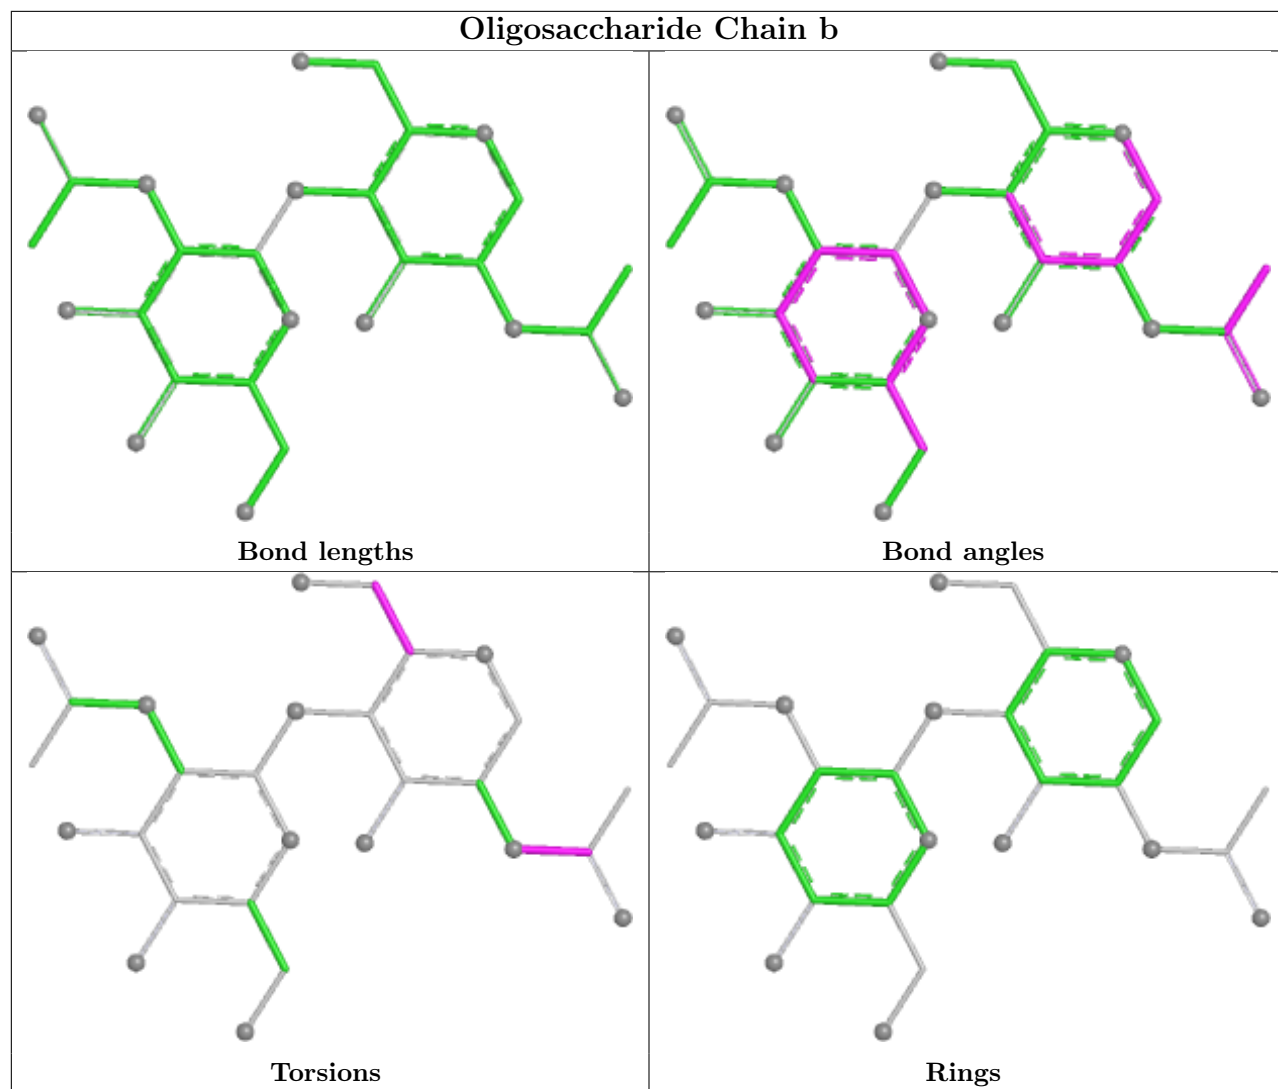 Oligosaccharide Chain b
Bond lengths
Bond angles
Torsions
Rings